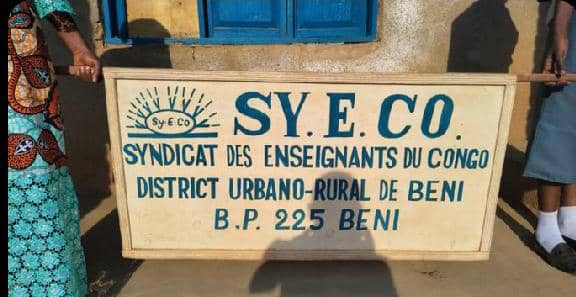 SY.E.CO
SY.E.CO.
SYNDICAT DES ENSEIGNANTS DU CONGO
DISTRICT URBANO-RURAL DE BENI
B.P. 225 BENI